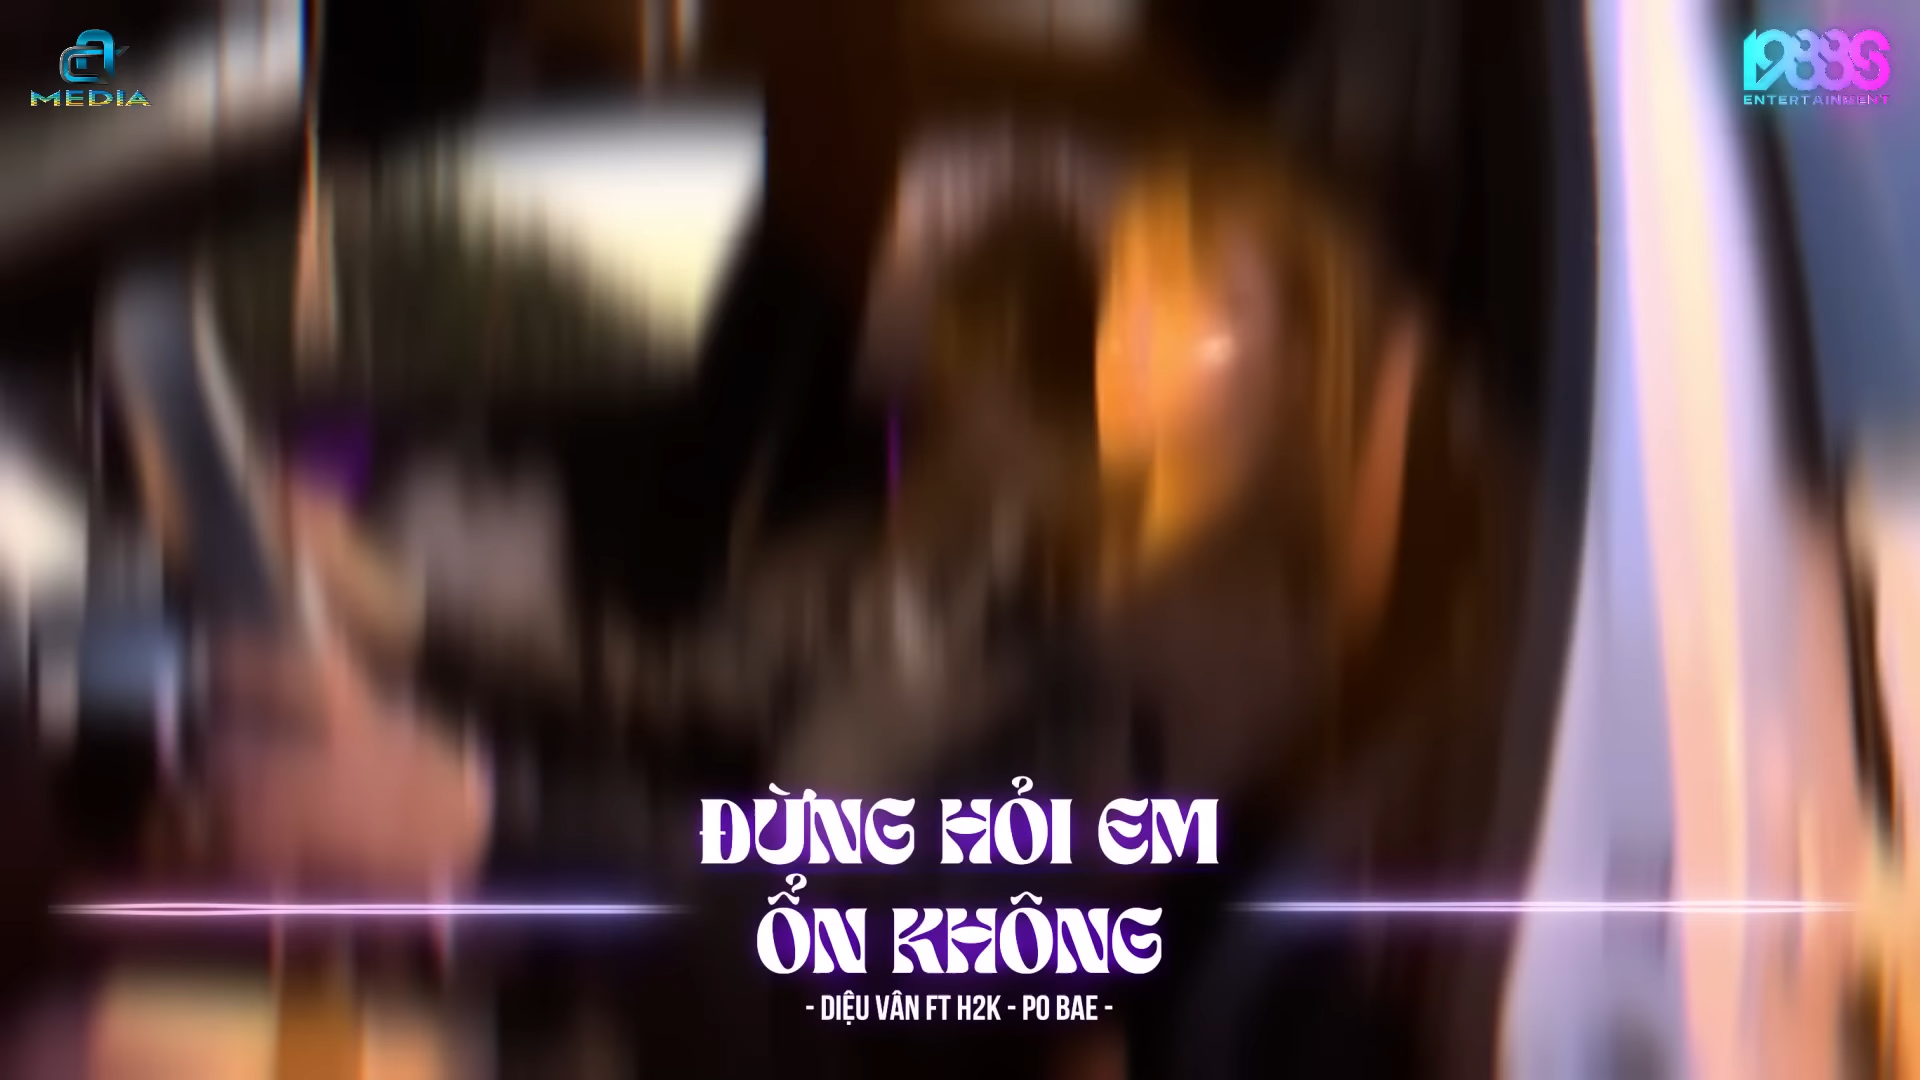 MEDIA
1988S
ENTERTAINMENT
ĐỪNG HỎI EM
ỔN KHÔNG
- DIỆU VÂN FT H2K - PO BAE -